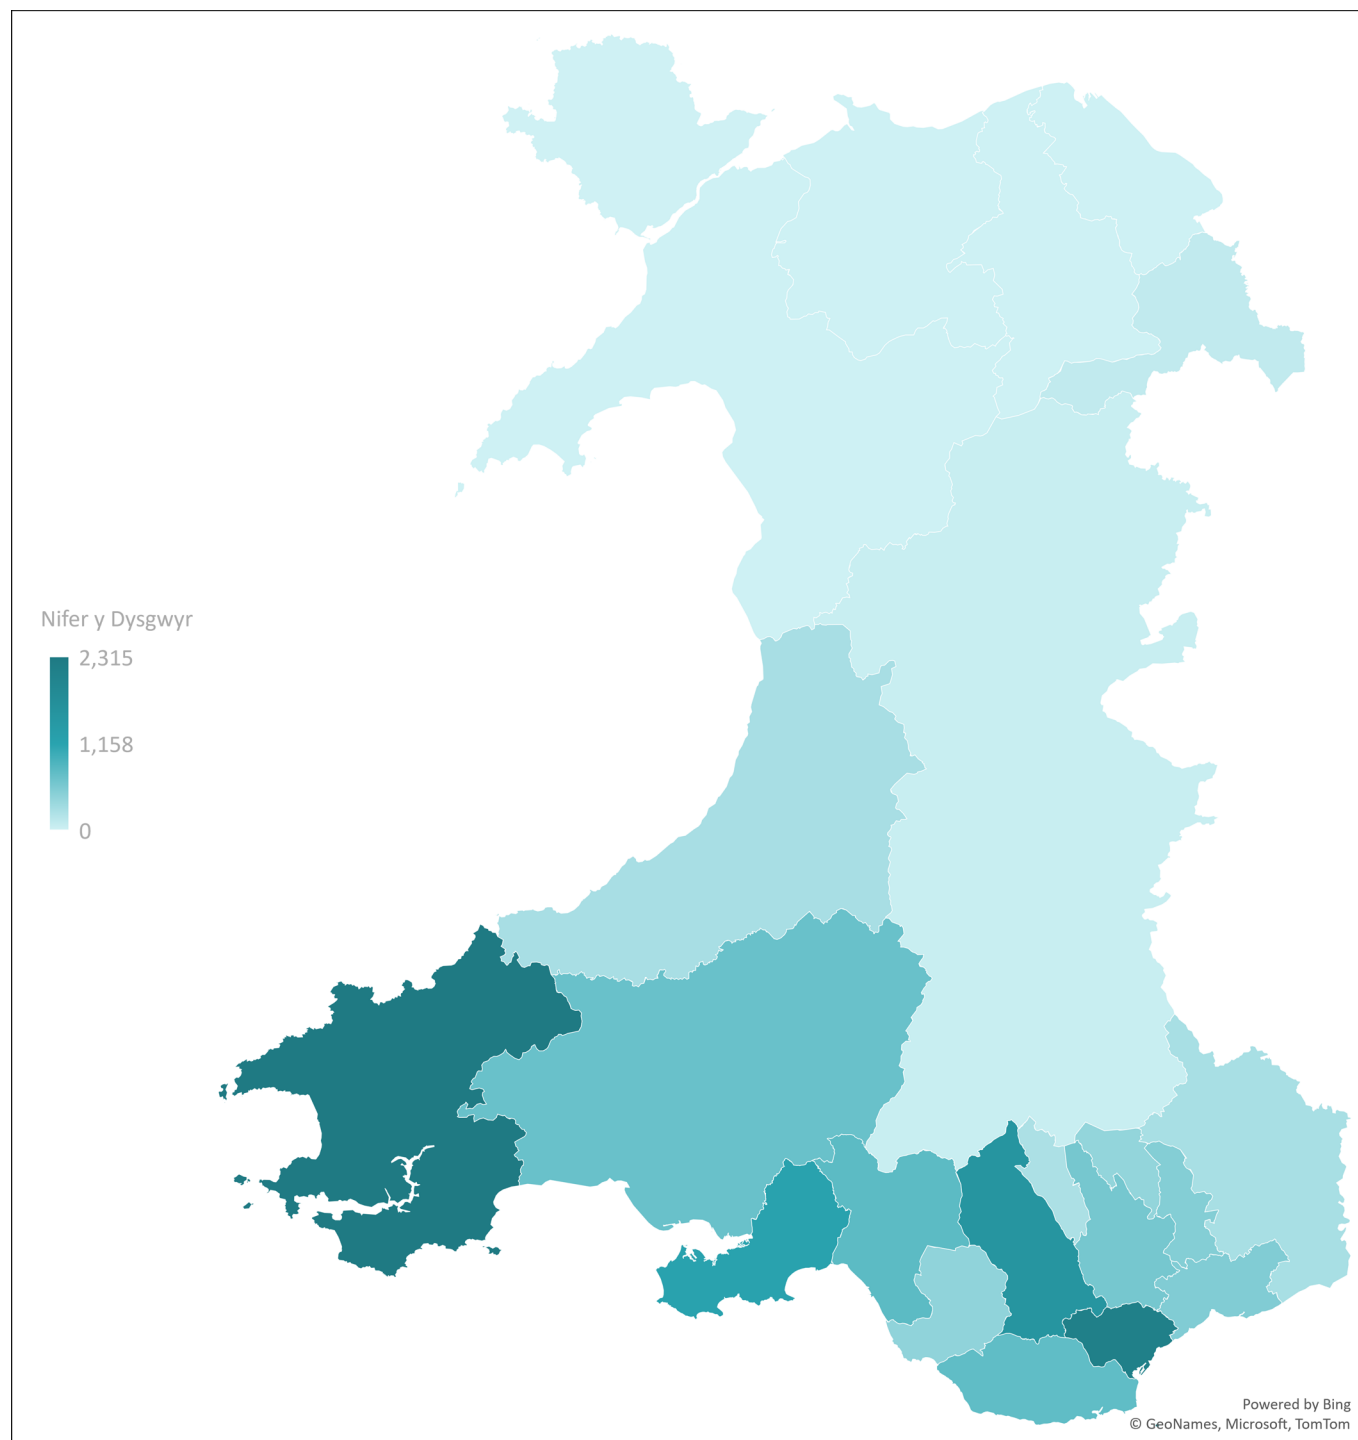 Nifer y Dysgwyr
2,315
1,158
0
Powered by Bing
© GeoNames, Microsoft, TomTom